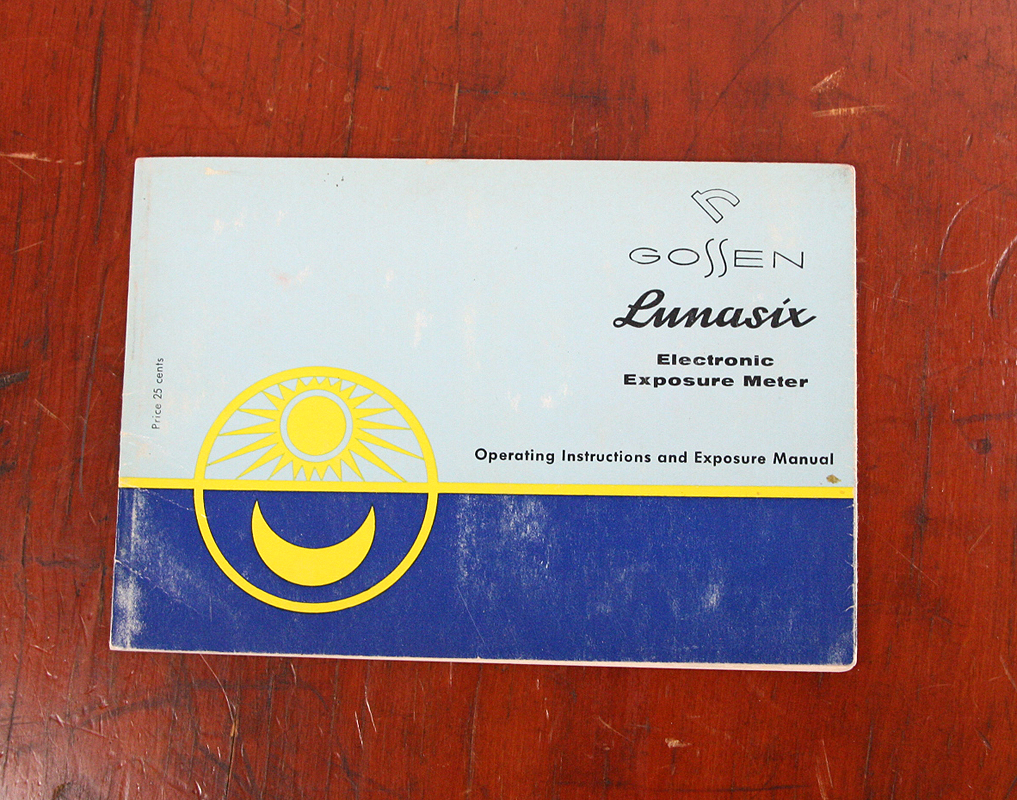 GOSSEN
Lunasix
Electronic
Exposure Meter
Operating Instructions and Exposure Manual
Price 25 cents